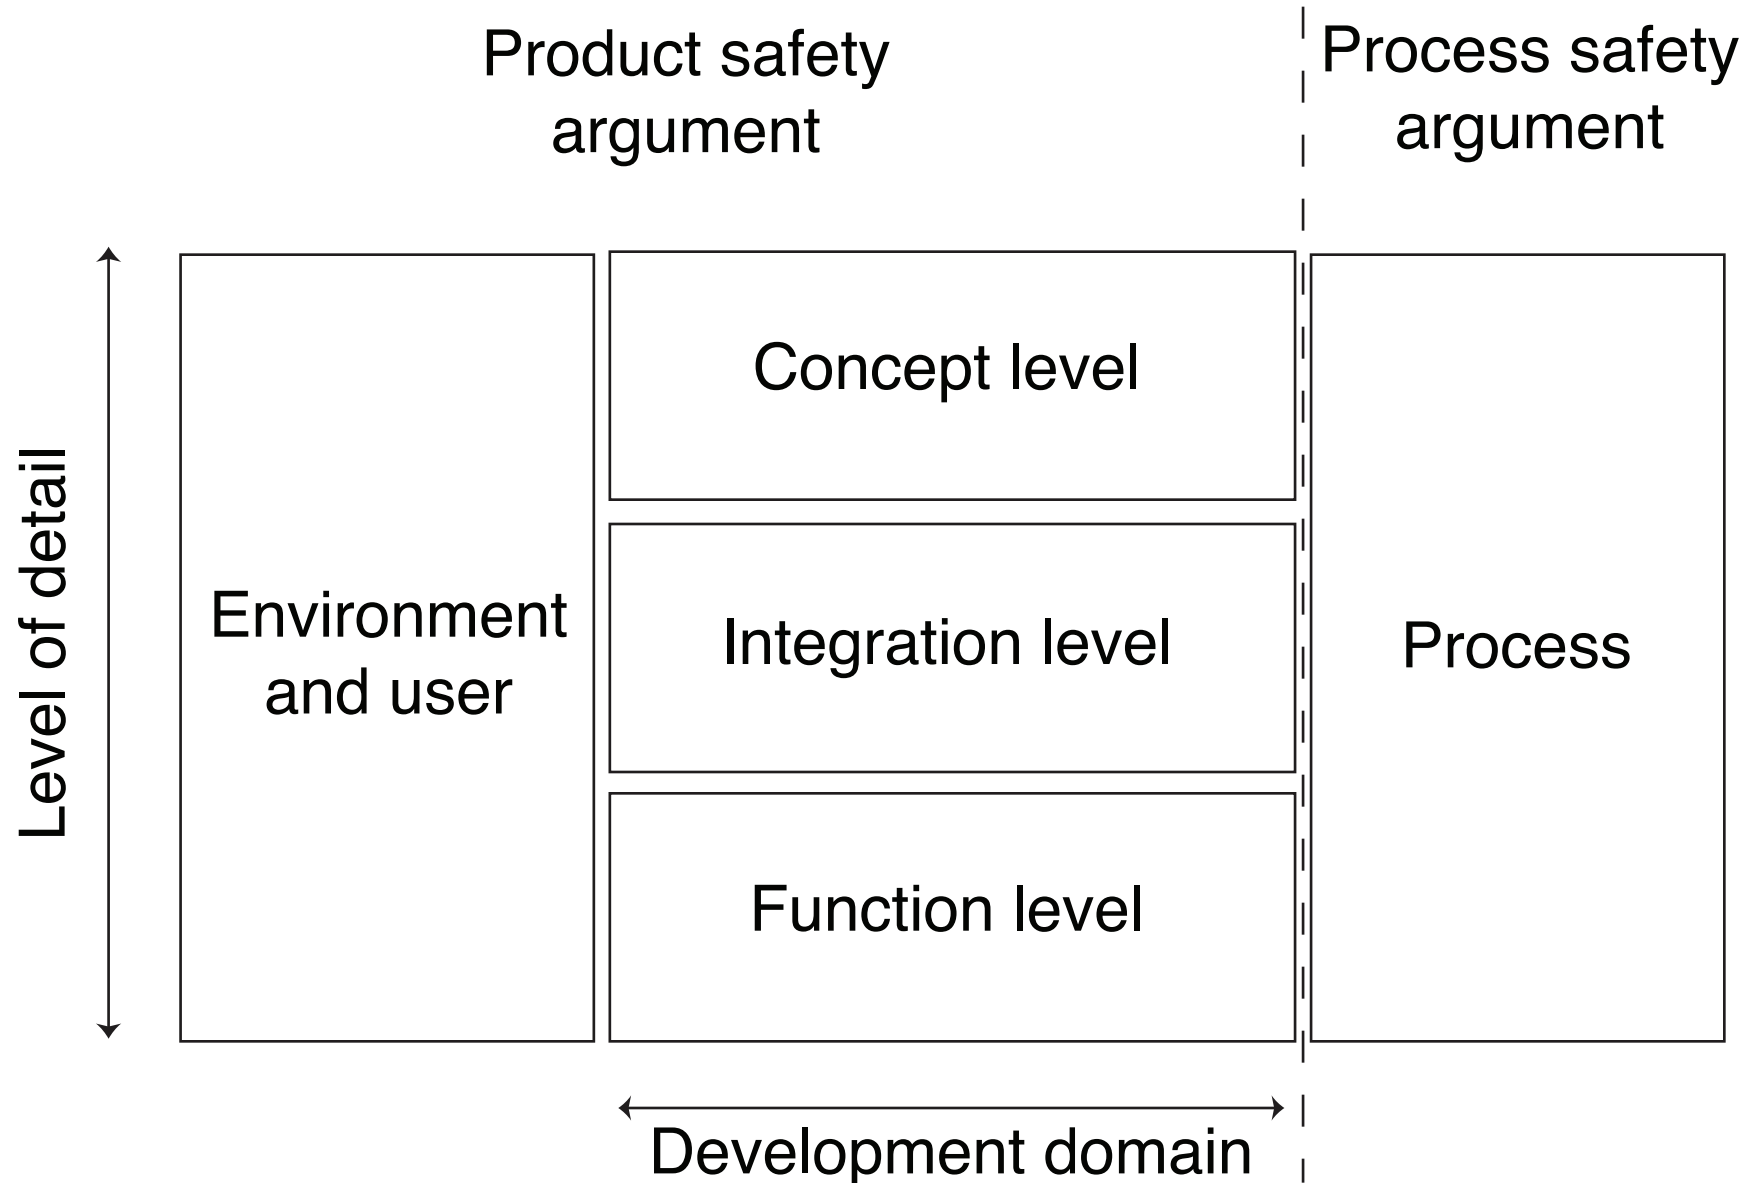 Product safety
argument
Process safety
argument
Level of detail
Environment
and user
Concept level
Integration level
Function level
Process
Development domain